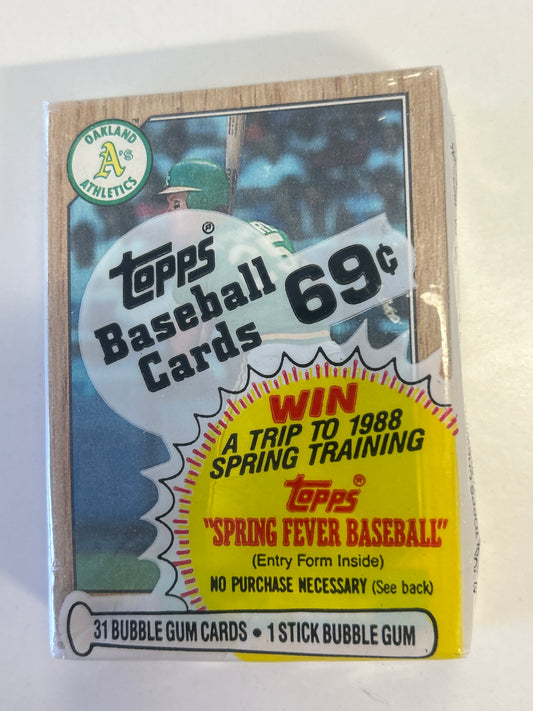 OAKLAND
A's
ATHLETICS
Topps®
Baseball
Cards
69¢
WIN
A TRIP TO 1988
SPRING TRAINING
Topps®
"SPRING FEVER BASEBALL"
(Entry Form Inside)
NO PURCHASE NECESSARY (See back)
31 BUBBLE GUM CARDS • 1 STICK BUBBLE GUM